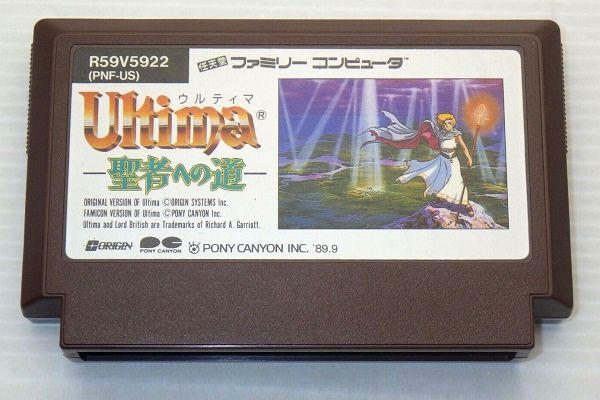 R59V5922
(PNF-US)
任天堂 ファミリー コンピュータ™
ウルティマ
Ultima®
聖者への道
ORIGINAL VERSION OF Ultima ©ORIGIN SYSTEMS Inc.
FAMICON VERSION OF Ultima ©PONY CANYON Inc.
Ultima and Lord British are Trademarks of Richard A. Garriott.
ORIGIN
PONY CANYON
PONY CANYON INC. '89.9